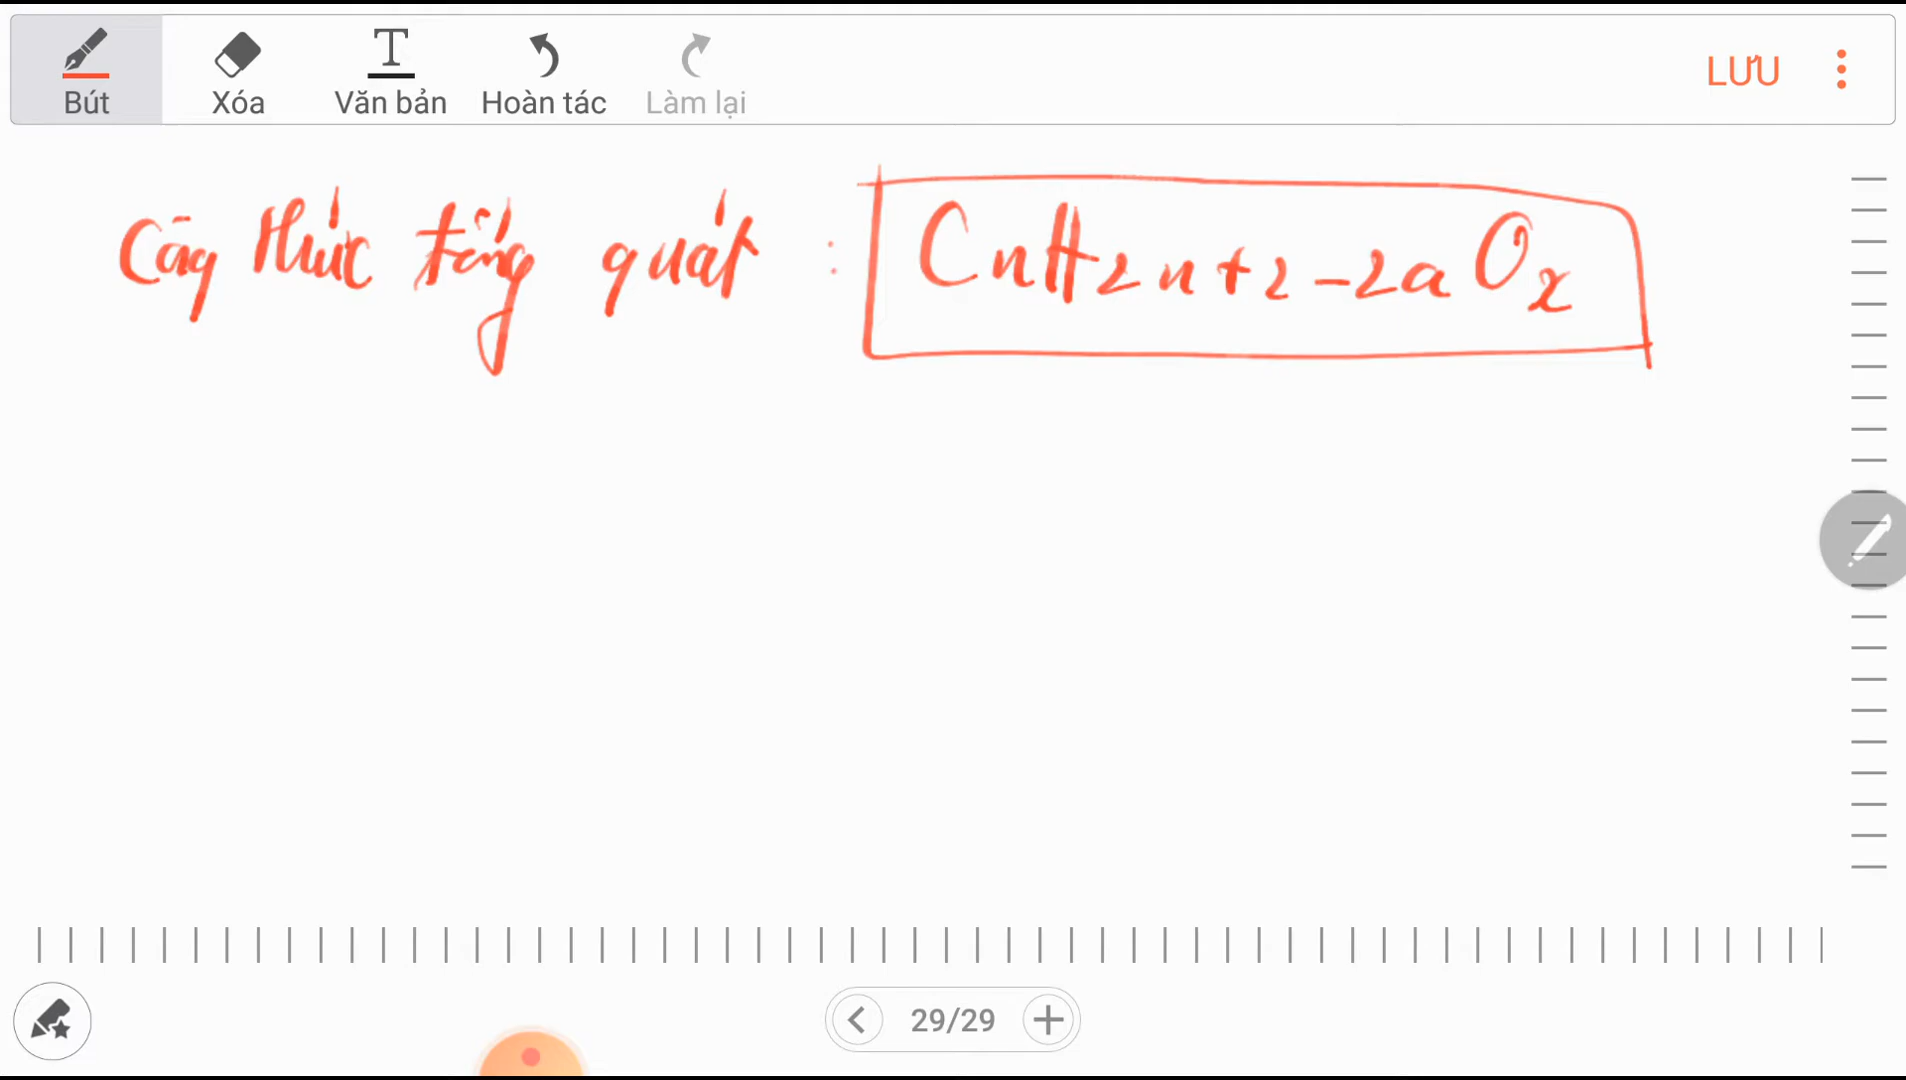 Bút Xóa Văn bản Hoàn tác Làm lại LƯU
Công thức tổng quát : CnH2n+2-2aOx
29/29